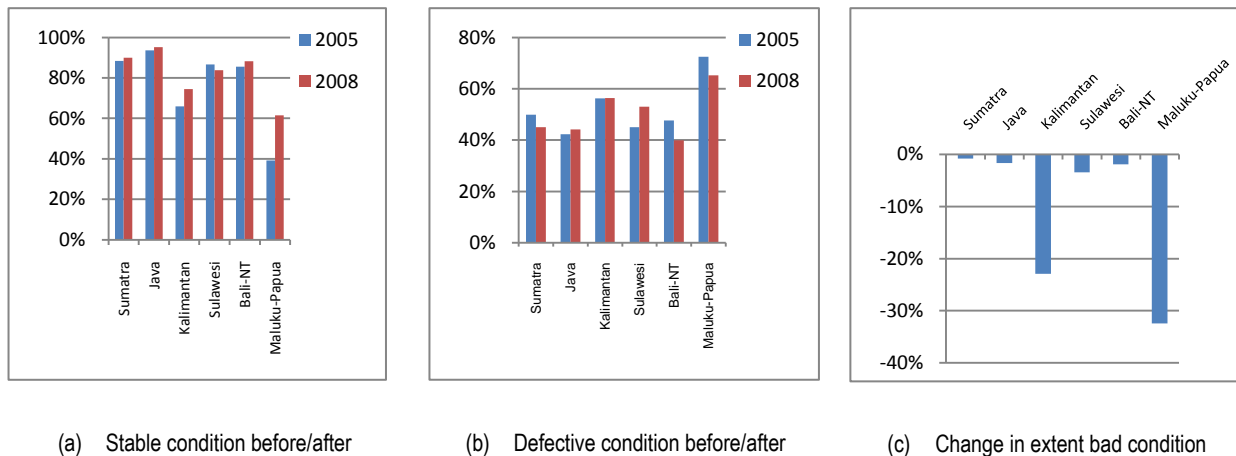 100%
80%
60%
40%
20%
0%
2005
2008
Sumatra
Java
Kalimantan
Sulawesi
Bali-NT
Maluku-Papua
(a) Stable condition before/after
80%
60%
40%
20%
0%
2005
2008
Sumatra
Java
Kalimantan
Sulawesi
Bali-NT
Maluku-Papua
(b) Defective condition before/after
Sumatra
Java
Kalimantan
Sulawesi
Bali-NT
Maluku-Papua
0%
-10%
-20%
-30%
-40%
(c) Change in extent bad condition